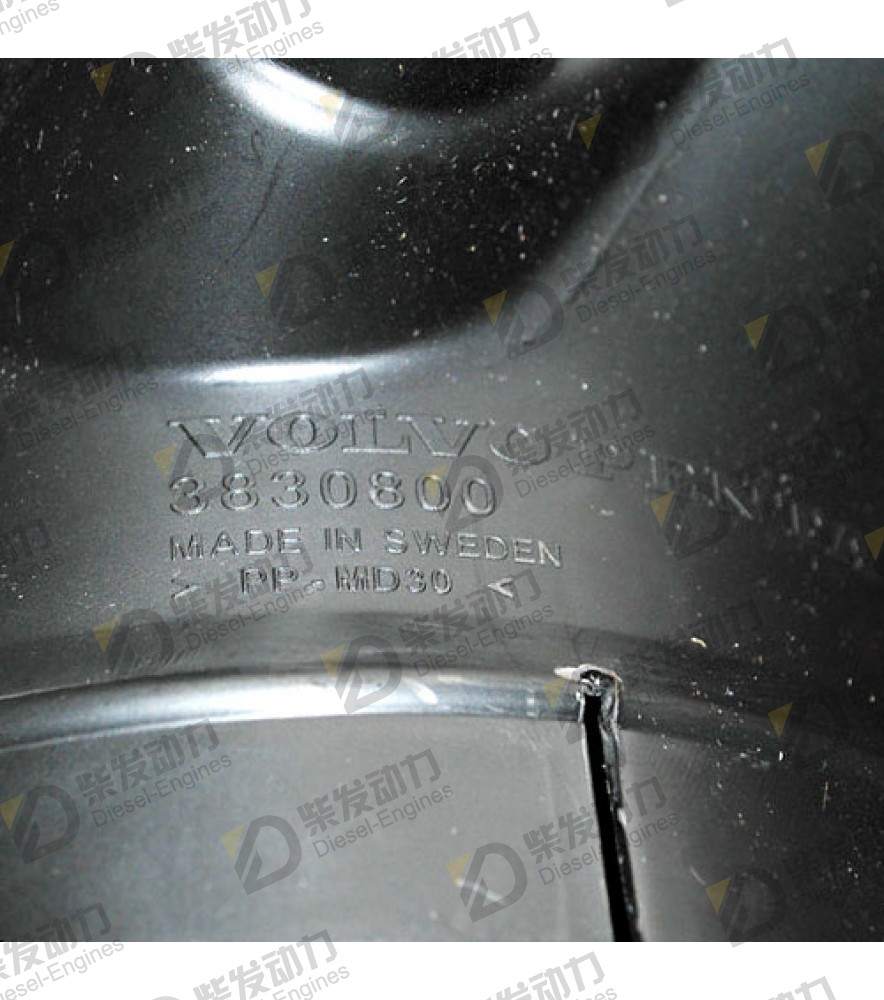 VOLVO
3830800
MADE IN SWEDEN
> PP-MD30 <
柴发动力
Diesel-Engines